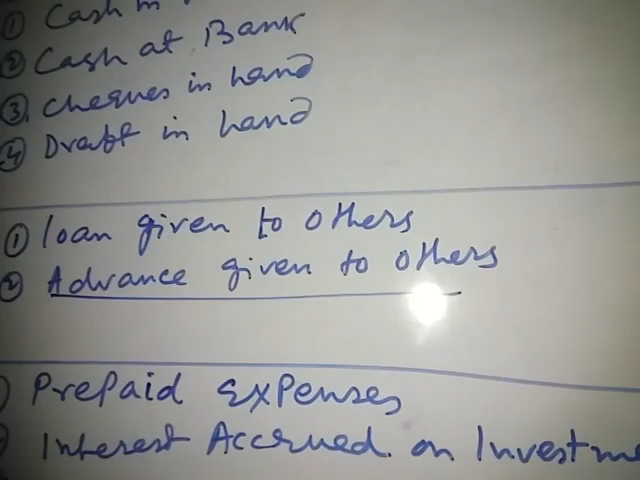 ① Cash in
② Cash at Bank
③ cheques in hand
④ Draft in hand
① loan given to others
② Advance given to others
PrePaid ExPenses
Interest Accrued on